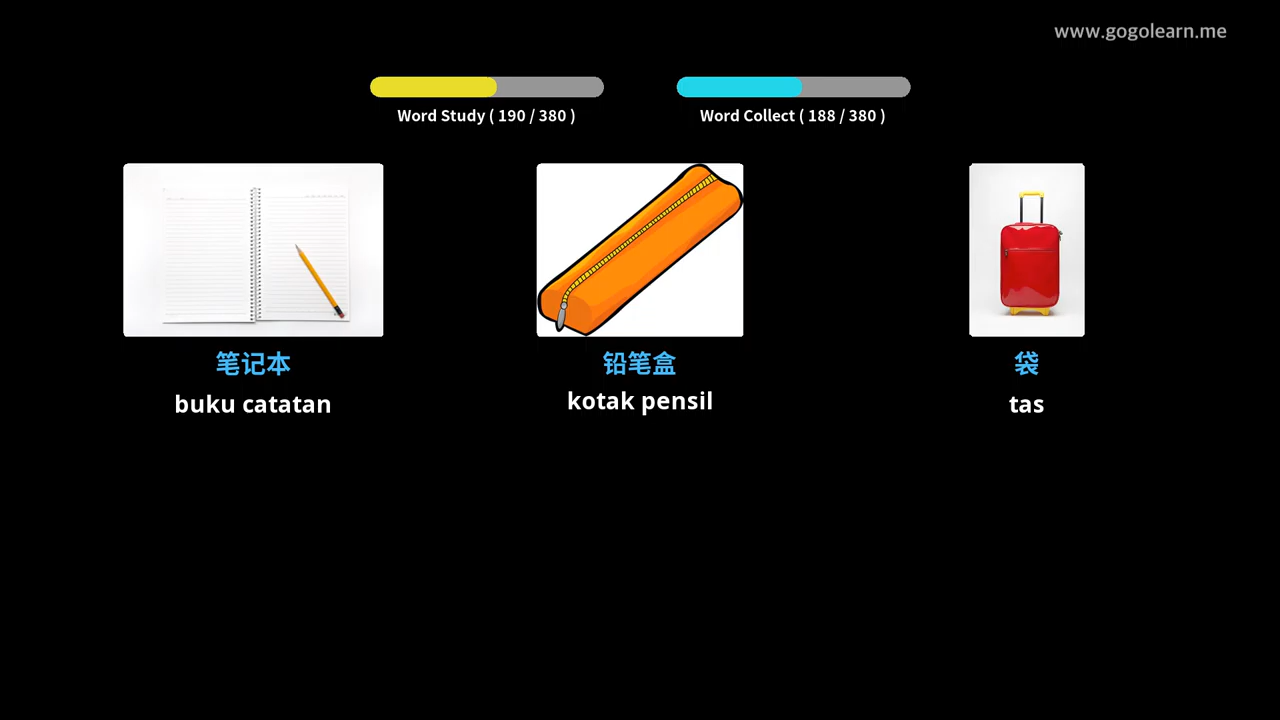 www.gogolearn.me
Word Study ( 190 / 380 )
Word Collect ( 188 / 380 )
笔记本
铅笔盒
袋
buku catatan
kotak pensil
tas